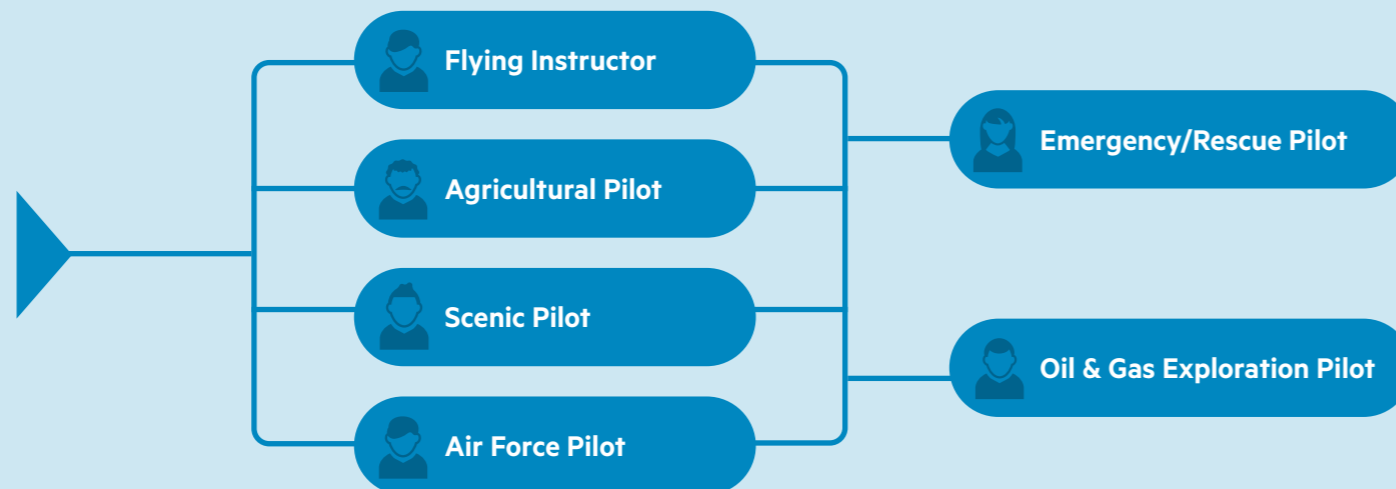 Flying Instructor
Agricultural Pilot
Scenic Pilot
Air Force Pilot
Emergency/Rescue Pilot
Oil & Gas Exploration Pilot